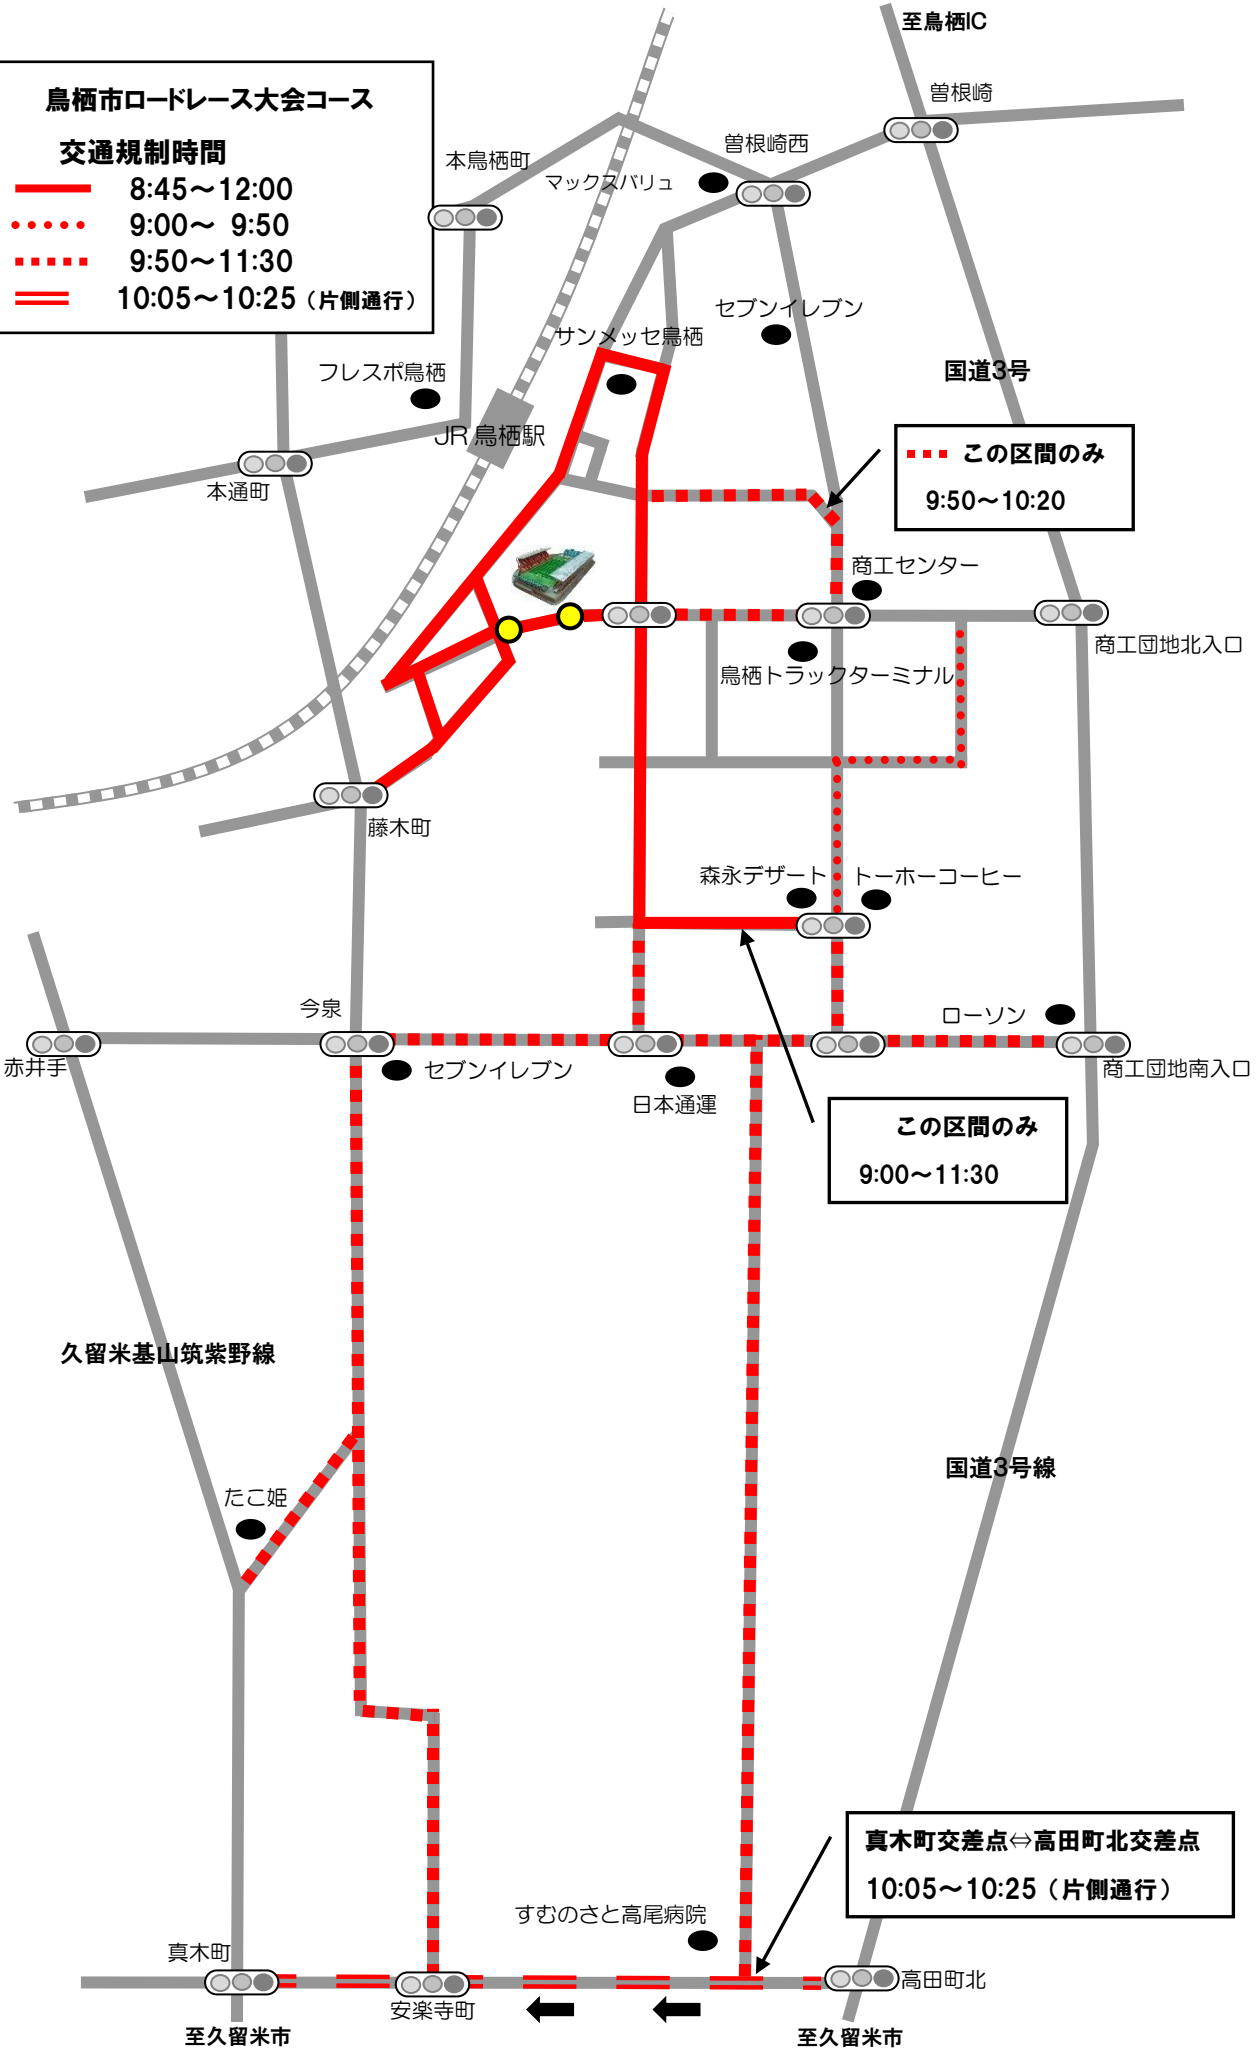 至鳥栖IC
鳥栖市ロードレース大会コース
交通規制時間
8:45～12:00
9:00～ 9:50
9:50～11:30
10:05～10:25（片側通行）
曽根崎
曽根崎西
本鳥栖町
マックスバリュ
セブンイレブン
サンメッセ鳥栖
フレスポ鳥栖
国道3号
JR 鳥栖駅
この区間のみ
9:50～10:20
本通町
商工センター
商工団地北入口
鳥栖トラックターミナル
藤木町
森永デザート
トーホーコーヒー
今泉
ローソン
赤井手
セブンイレブン
商工団地南入口
日本通運
この区間のみ
9:00～11:30
久留米基山筑紫野線
国道3号線
たこ姫
真木町交差点⇔高田町北交差点
10:05～10:25（片側通行）
すむのさと高尾病院
真木町
高田町北
安楽寺町
至久留米市
至久留米市